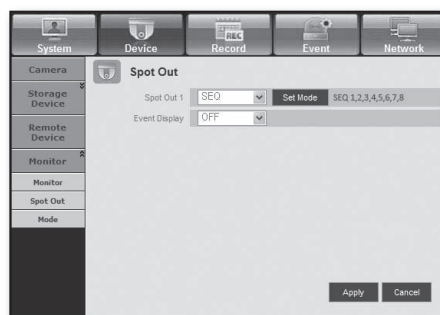 System Device Record Event Network
REC
Camera
Storage
Device
Remote
Device
Monitor
Monitor
Spot Out
Mode
Spot Out
Spot Out 1 SEQ Set Mode SEQ 1,2,3,4,5,6,7,8
Event Display OFF
Apply Cancel